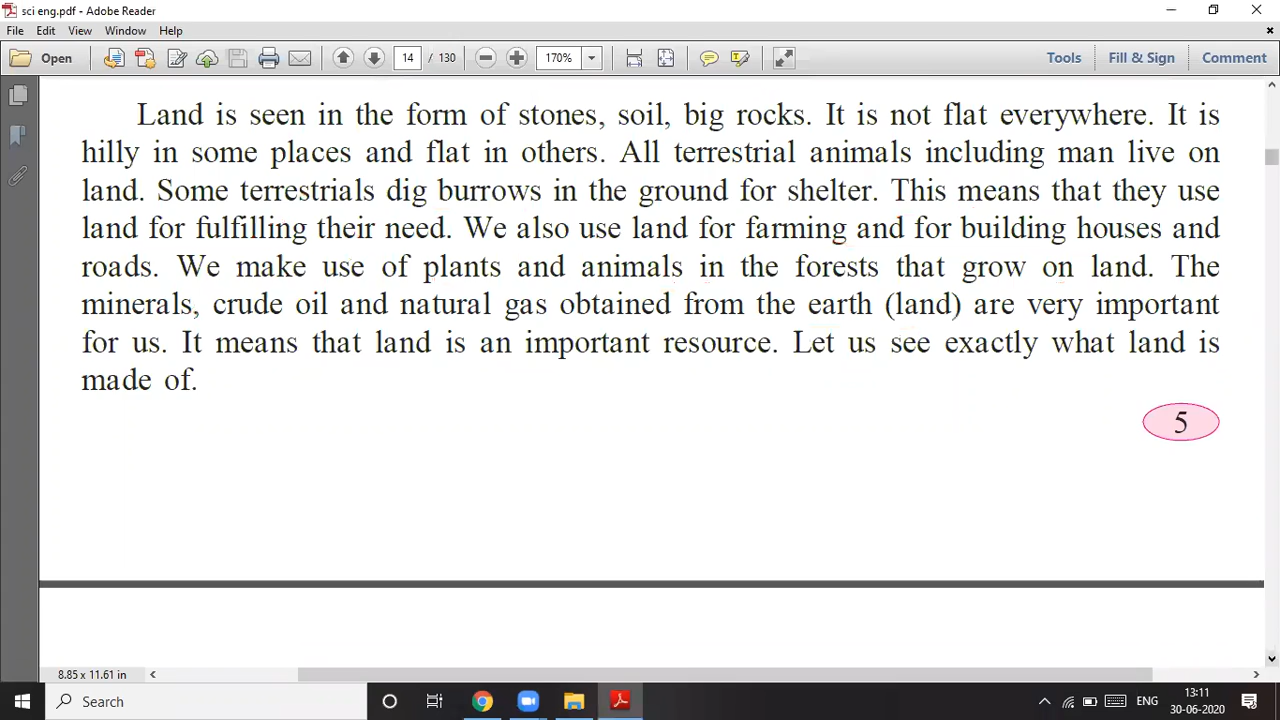 sci eng.pdf - Adobe Reader
File Edit View Window Help
Open 14 / 130 170% Tools Fill & Sign Comment
Land is seen in the form of stones, soil, big rocks. It is not flat everywhere. It is
hilly in some places and flat in others. All terrestrial animals including man live on
land. Some terrestrials dig burrows in the ground for shelter. This means that they use
land for fulfilling their need. We also use land for farming and for building houses and
roads. We make use of plants and animals in the forests that grow on land. The
minerals, crude oil and natural gas obtained from the earth (land) are very important
for us. It means that land is an important resource. Let us see exactly what land is
made of.
5
8.85 x 11.61 in
Search ENG 13:11
30-06-2020